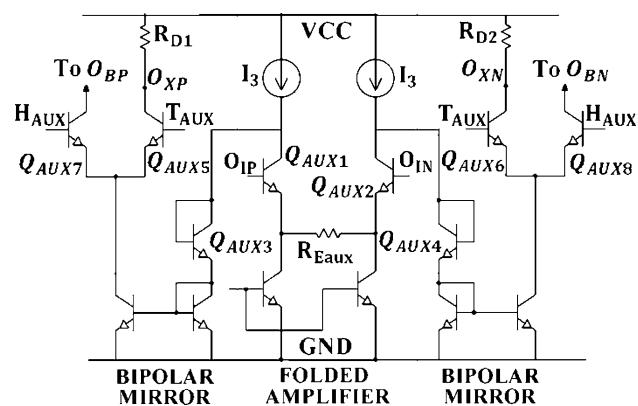 VCC
R_D1
R_D2
To O_BP
O_XP
I_3
I_3
O_XN
To O_BN
H_AUX
T_AUX
T_AUX
H_AUX
Q_AUX7
Q_AUX5
O_IP
Q_AUX1
Q_AUX2
O_IN
Q_AUX6
Q_AUX8
Q_AUX3
R_Eaux
Q_AUX4
GND
BIPOLAR MIRROR
FOLDED AMPLIFIER
BIPOLAR MIRROR